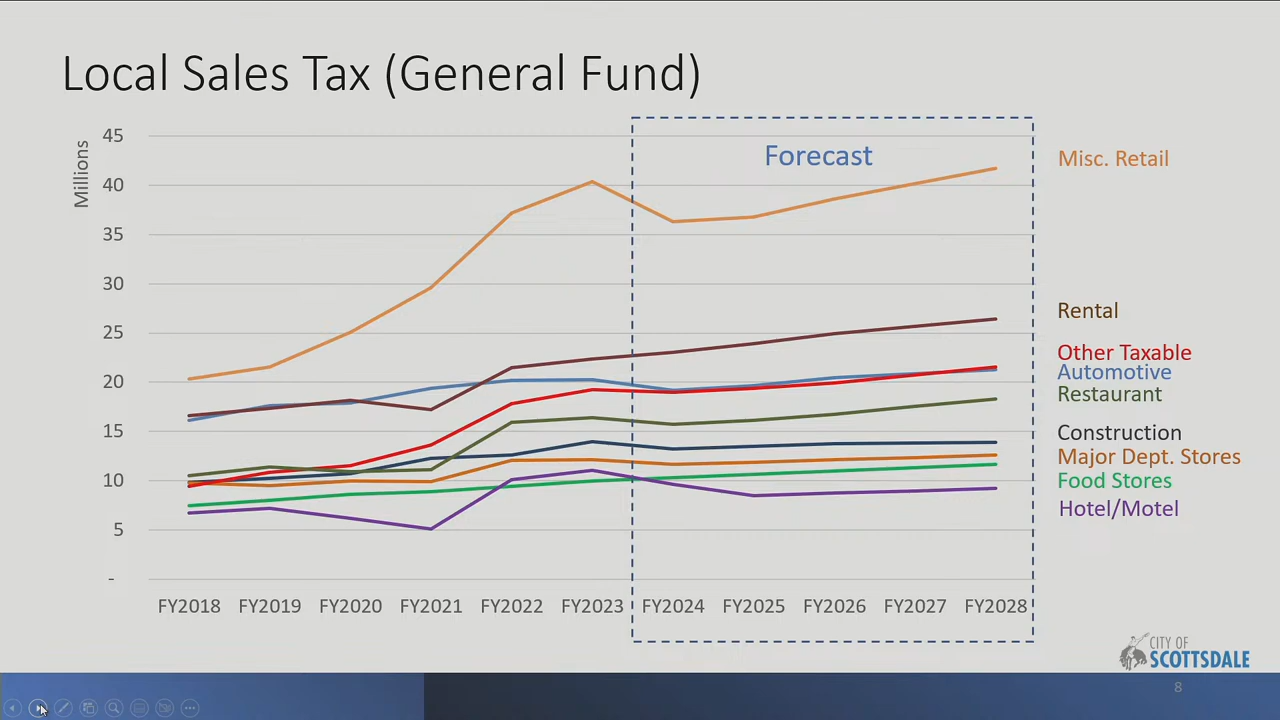 Local Sales Tax (General Fund)
Millions
45
40
35
30
25
20
15
10
5
-
Forecast
Misc. Retail
Rental
Other Taxable
Automotive
Restaurant
Construction
Major Dept. Stores
Food Stores
Hotel/Motel
FY2018 FY2019 FY2020 FY2021 FY2022 FY2023 FY2024 FY2025 FY2026 FY2027 FY2028
CITY OF
SCOTTSDALE
8